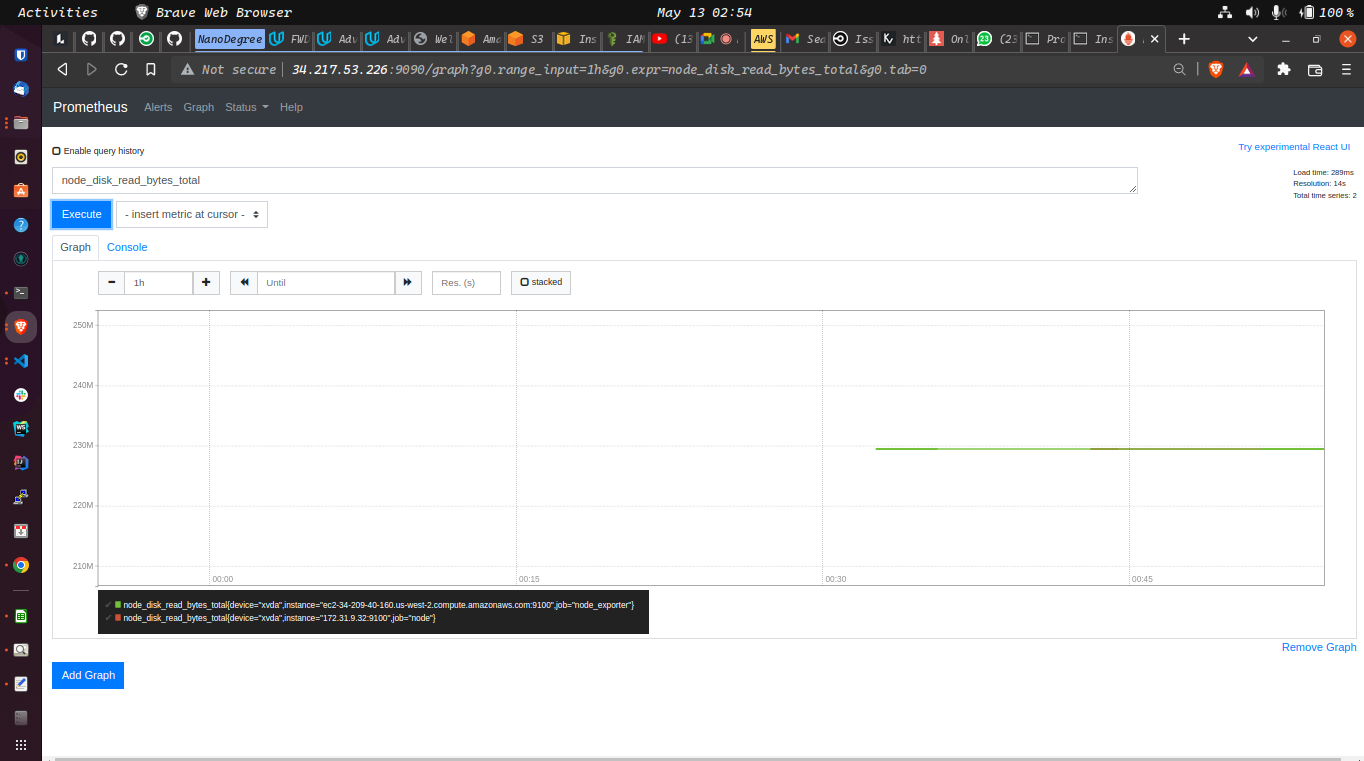 Activities Brave Web Browser May 13 02:54 100 %
NanoDegree FWD Adv Adv Wel Ama S3 Ins IAM (13 AWS Sea Iss htt Onl (23 Pro Ins
Not secure 34.217.53.226:9090/graph?g0.range_input=1h&g0.expr=node_disk_read_bytes_total&g0.tab=0
Prometheus Alerts Graph Status Help
Enable query history
Try experimental React UI
node_disk_read_bytes_total
Load time: 289ms
Resolution: 14s
Total time series: 2
Execute - insert metric at cursor -
Graph Console
1h Until Res. (s) stacked
250M
240M
230M
220M
210M
00:00 00:15 00:30 00:45
node_disk_read_bytes_total{device="xvda",instance="ec2-34-209-40-160.us-west-2.compute.amazonaws.com:9100",job="node_exporter"}
node_disk_read_bytes_total{device="xvda",instance="172.31.9.32:9100",job="node"}
Remove Graph
Add Graph